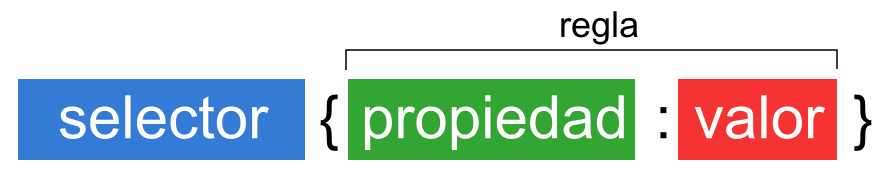 regla
selector { propiedad : valor }